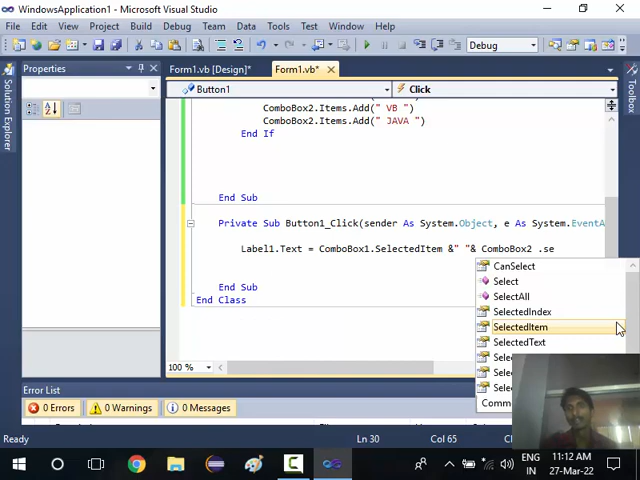 WindowsApplication1 - Microsoft Visual Studio
File Edit View Project Build Debug Team Data Tools Test Window Help
Debug
Properties
Form1.vb [Design]* Form1.vb*
Button1 Click
Solution Explorer
Toolbox
ComboBox2.Items.Add(" VB ")
ComboBox2.Items.Add(" JAVA ")
End If
End Sub
Private Sub Button1_Click(sender As System.Object, e As System.EventA
Label1.Text = ComboBox1.SelectedItem &" "& ComboBox2 .se
End Sub
End Class
CanSelect
Select
SelectAll
SelectedIndex
SelectedItem
SelectedText
100 %
Error List
0 Errors 0 Warnings 0 Messages
Ready Ln 30 Col 65
ENG 11:12 AM
IN 27-Mar-22